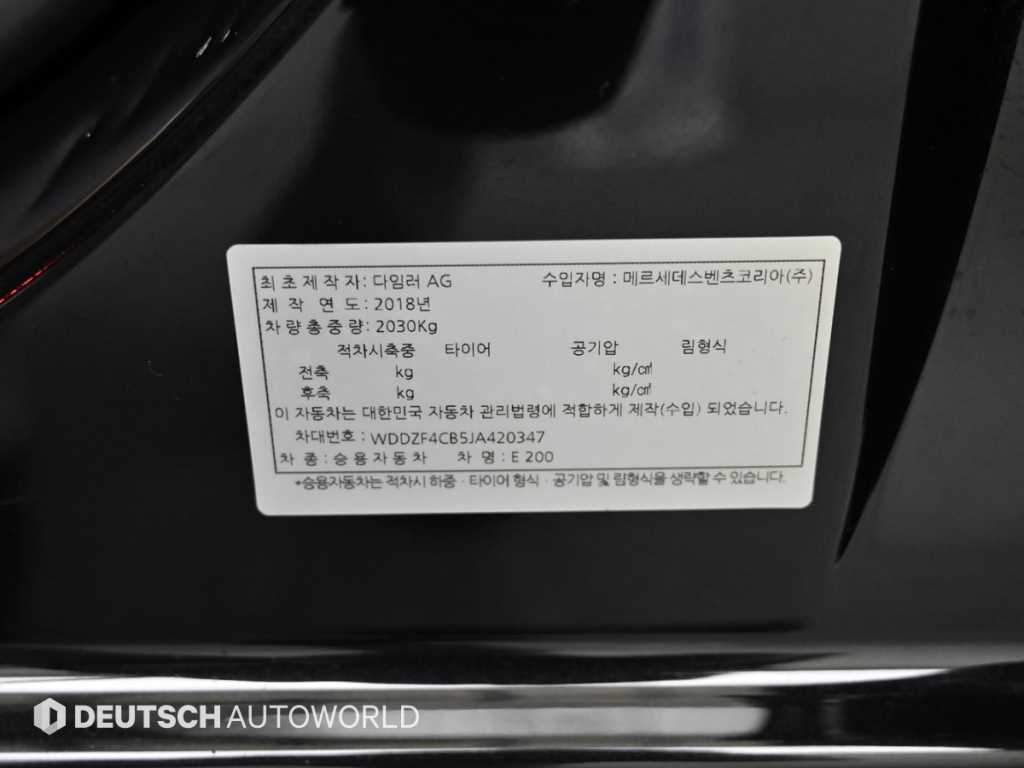 최초제작자: 다임러 AG 수입자명 : 메르세데스벤츠코리아(주)
제 작 연 도: 2018년
차량총중량: 2030Kg
적차시축중 타이어 공기압 림형식
전축 kg kg/㎠
후축 kg kg/㎠
이 자동차는 대한민국 자동차 관리법령에 적합하게 제작(수입) 되었습니다.
차대번호 : WDDZF4CB5JA420347
차 종 : 승용자동차 차 명 : E 200
*승용자동차는 적차시 하중 · 타이어 형식 · 공기압 및 림형식을 생략할 수 있습니다.
DEUTSCH AUTOWORLD